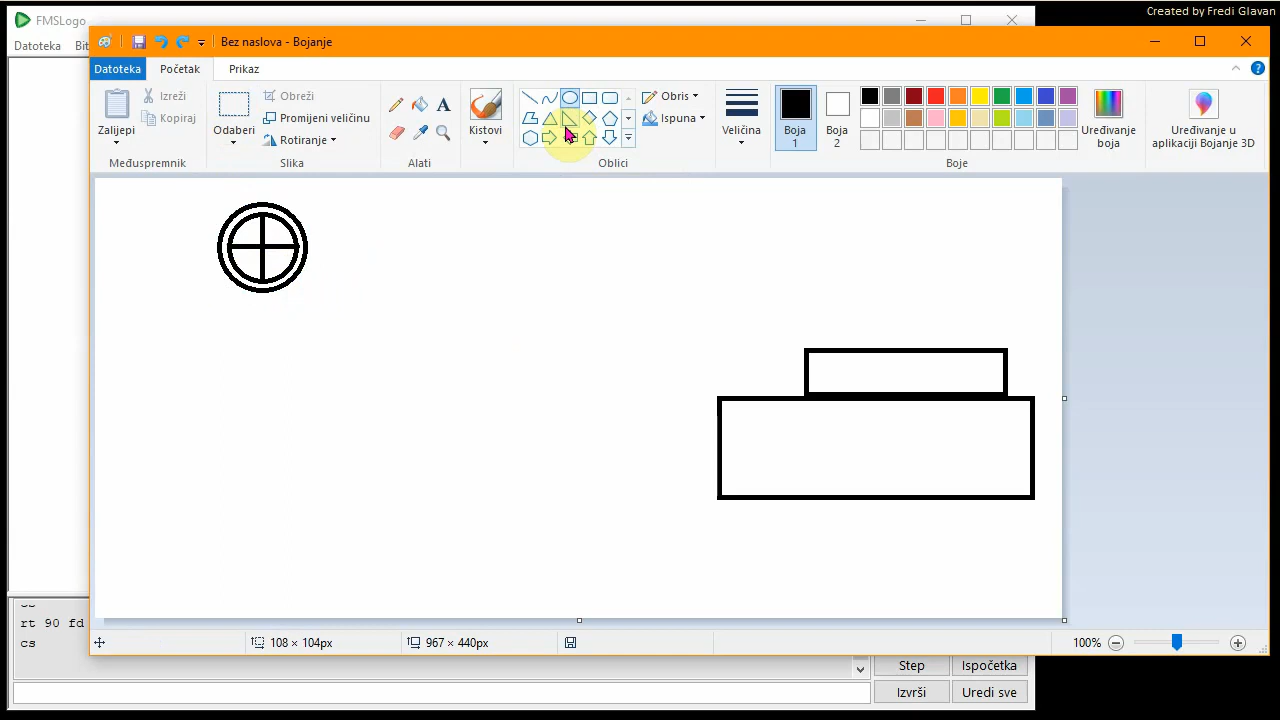 Created by Fredi Glavan
FMSLogo
Datoteka
Bez naslova - Bojanje
Datoteka
Početak
Prikaz
Zalijepi
Izreži
Kopiraj
Međuspremnik
Odaberi
Obreži
Promijeni veličinu
Rotiranje
Slika
A
Alati
Kistovi
Obris
Ispuna
Oblici
Veličina
Boja
1
Boja
2
Uređivanje
boja
Boje
Uređivanje u
aplikaciji Bojanje 3D
rt 90 fd
cs
108 × 104px
967 × 440px
100%
Step
Ispočetka
Izvrši
Uredi sve